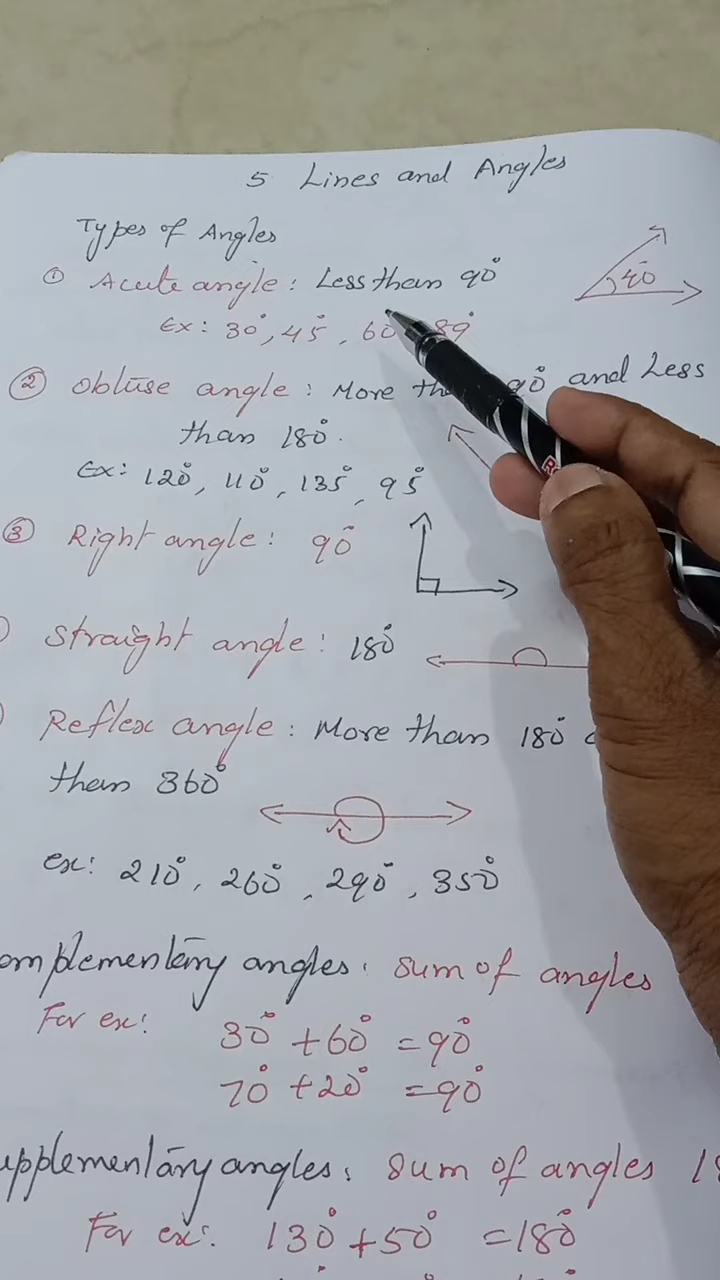 5 Lines and Angles
Types of Angles
① Acute angle: Less than 90°
40°
Ex: 30°, 45°, 60°, 89°
② Obtuse angle: More than 90° and Less
than 180°.
Ex: 120°, 110°, 135°, 95°
③ Right angle: 90°
Straight angle: 180°
Reflex angle: More than 180°
than 360°
ex: 210°, 260°, 290°, 350°
omplementary angles: Sum of angles
For ex:
30° + 60° = 90°
70° + 20° = 90°
upplementary angles: Sum of angles 18
For ex: 130° + 50° = 180°